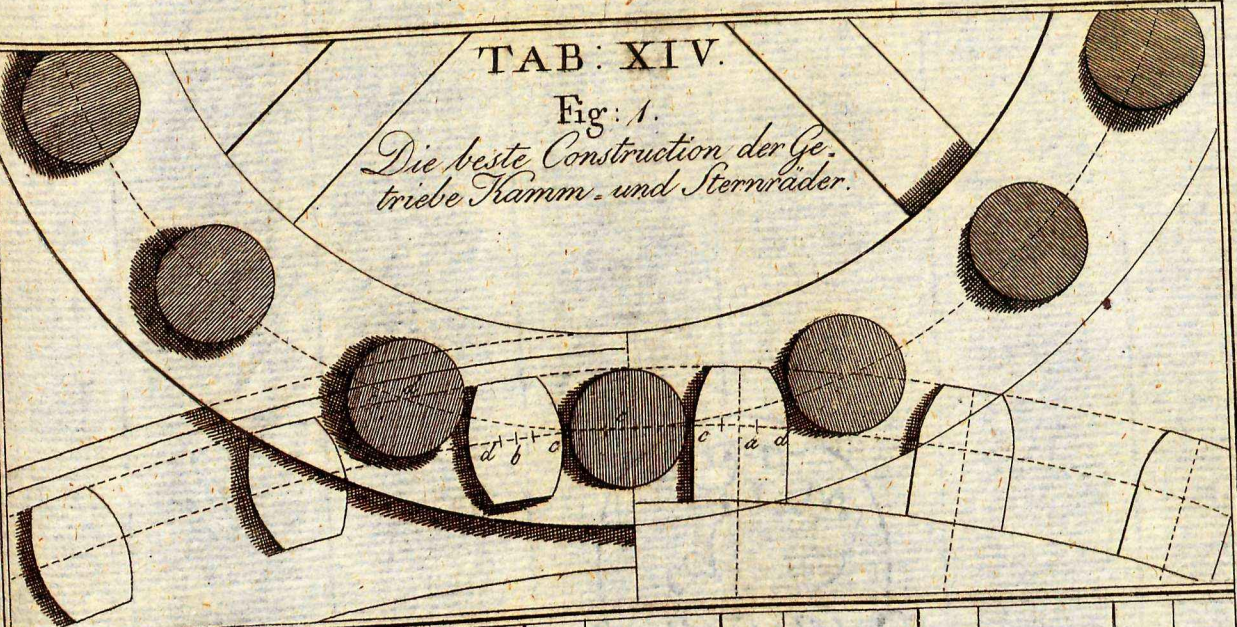 TAB: XIV.
Fig: 1.
Die beste Construction der Ge-
triebe Kamm-und Sternräder.
d b c c a d